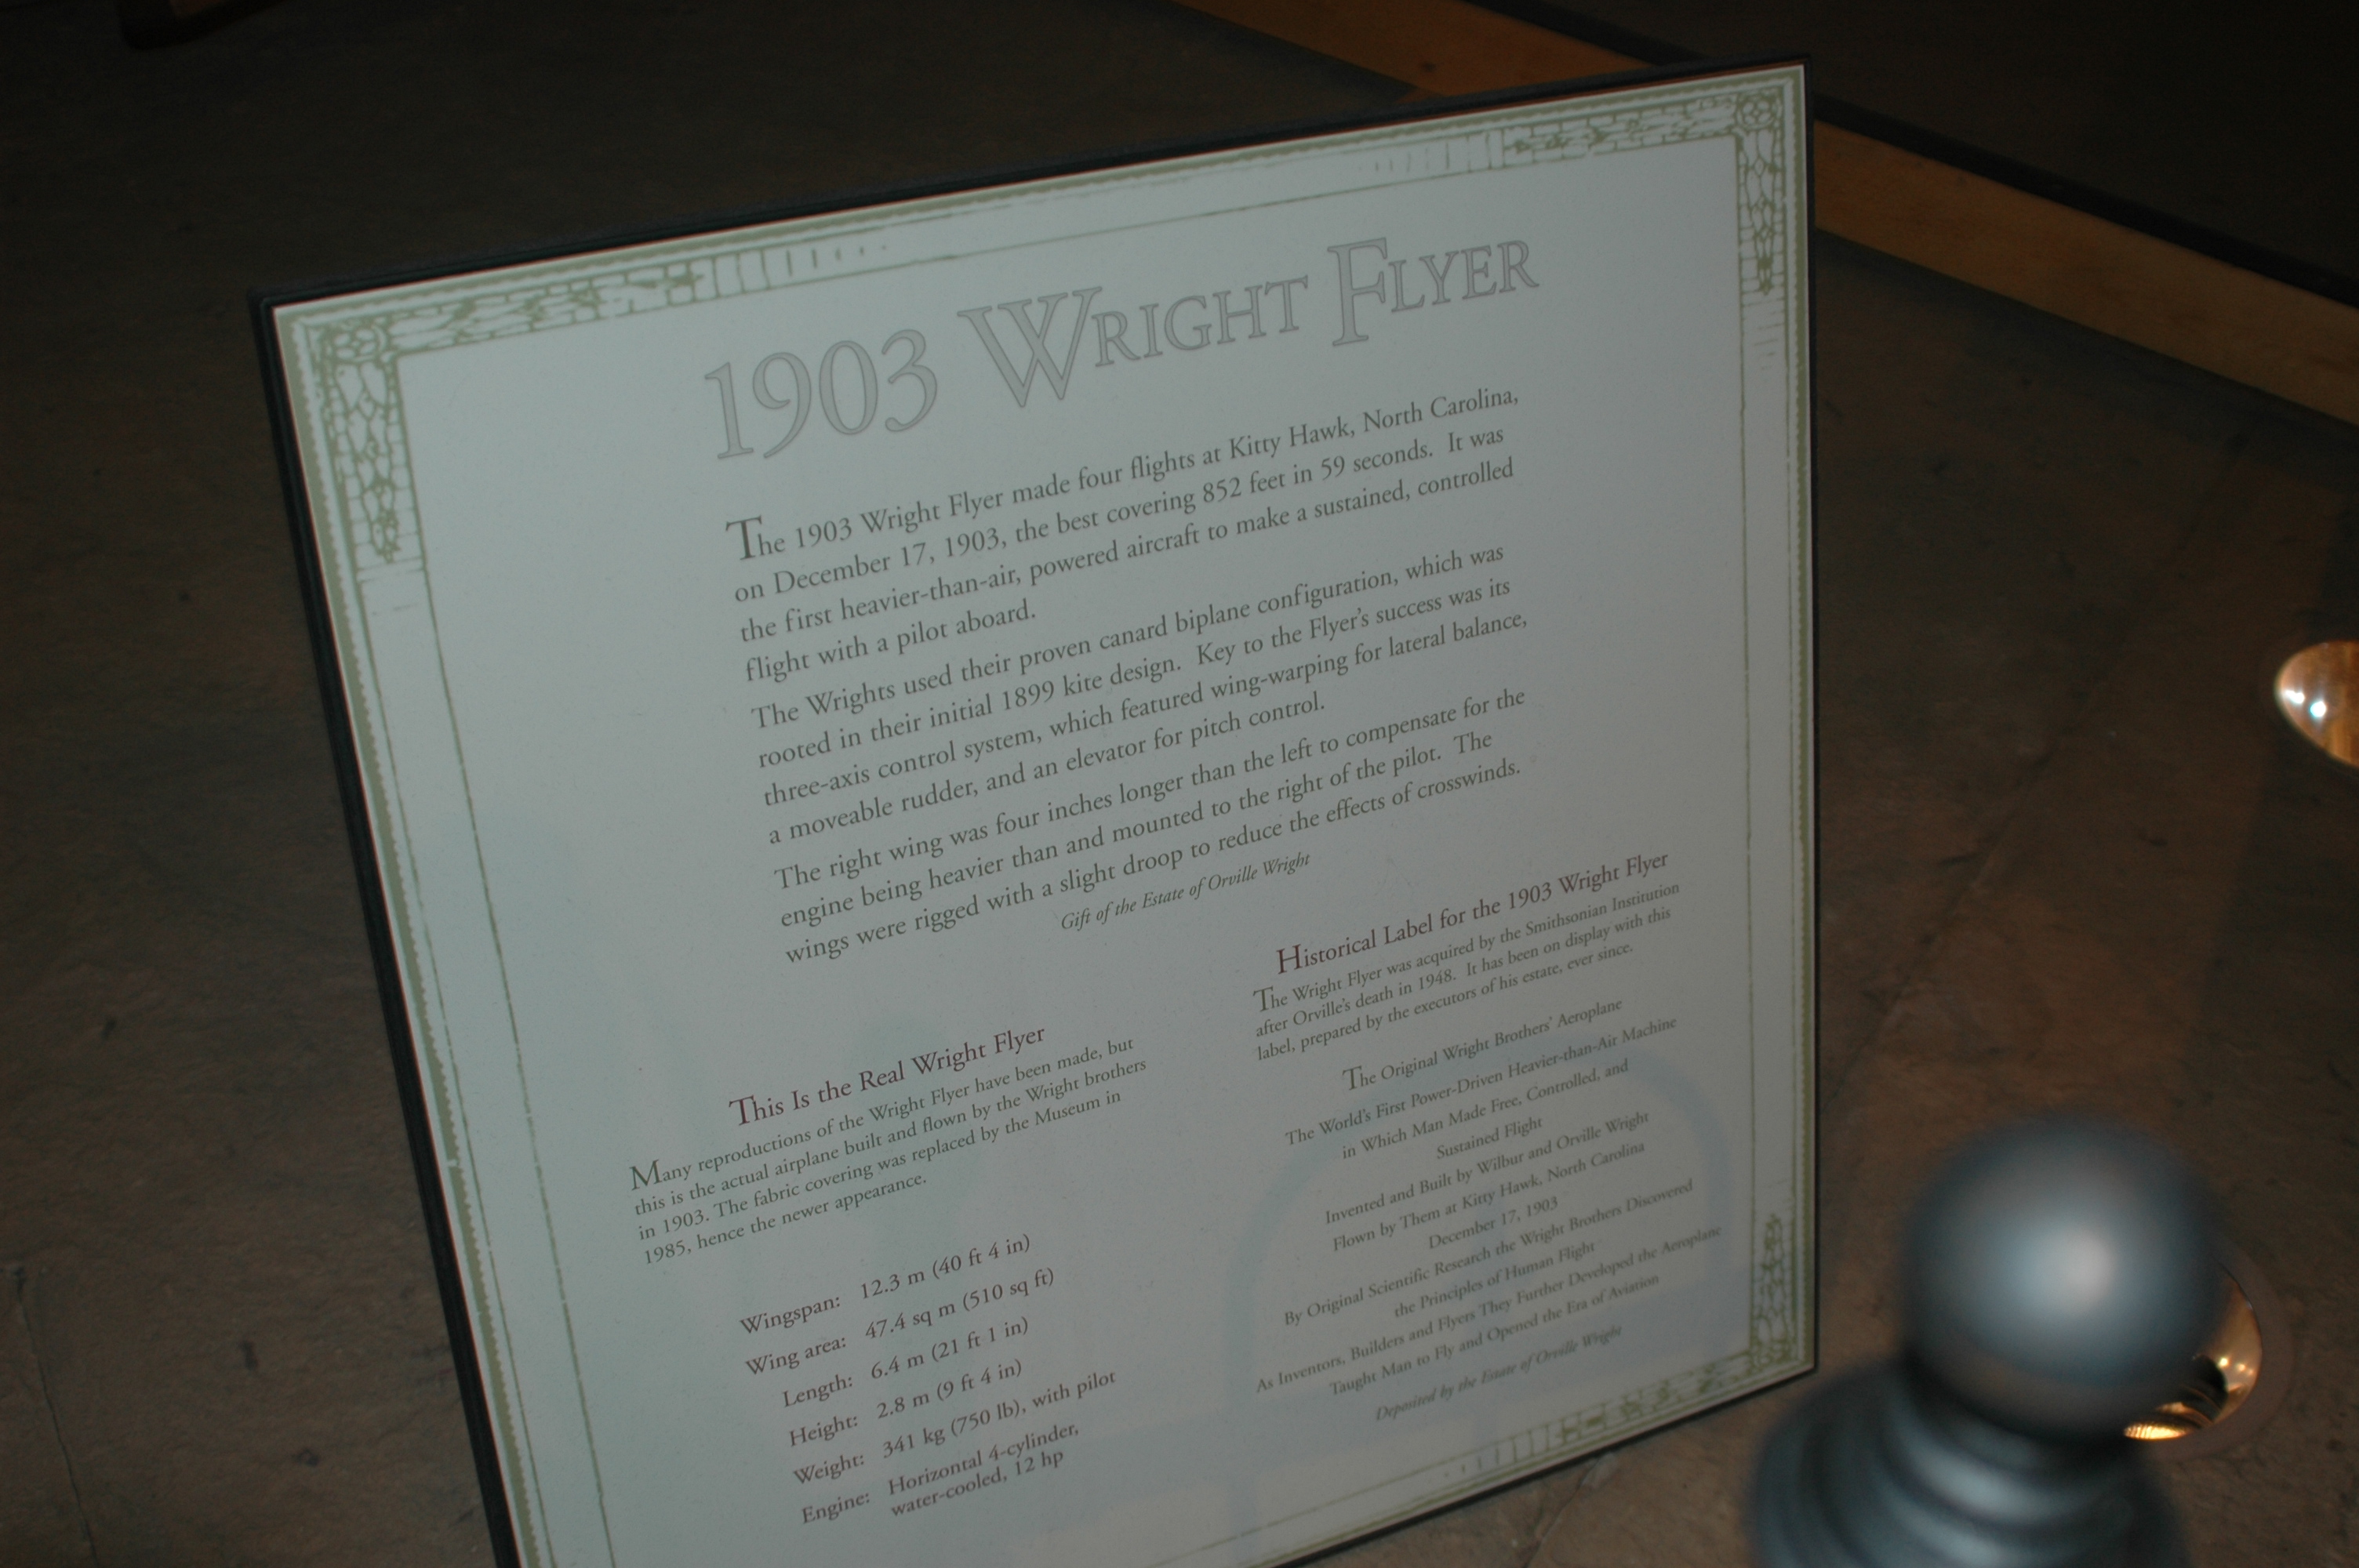 1903 WRIGHT FLYER
The 1903 Wright Flyer made four flights at Kitty Hawk, North Carolina,
on December 17, 1903, the best covering 852 feet in 59 seconds. It was
the first heavier-than-air, powered aircraft to make a sustained, controlled
flight with a pilot aboard.
The Wrights used their proven canard biplane configuration, which was
rooted in their initial 1899 kite design. Key to the Flyer's success was its
three-axis control system, which featured wing-warping for lateral balance,
a moveable rudder, and an elevator for pitch control.
The right wing was four inches longer than the left to compensate for the
engine being heavier than and mounted to the right of the pilot. The
wings were rigged with a slight droop to reduce the effects of crosswinds.
Gift of the Estate of Orville Wright
This Is the Real Wright Flyer
Many reproductions of the Wright Flyer have been made, but
this is the actual airplane built and flown by the Wright brothers
in 1903. The fabric covering was replaced by the Museum in
1985, hence the newer appearance.
Wingspan: 12.3 m (40 ft 4 in)
Wing area: 47.4 sq m (510 sq ft)
Length: 6.4 m (21 ft 1 in)
Height: 2.8 m (9 ft 4 in)
Weight: 341 kg (750 lb), with pilot
Engine: Horizontal 4-cylinder,
water-cooled, 12 hp
Historical Label for the 1903 Wright Flyer
The Wright Flyer was acquired by the Smithsonian Institution
after Orville's death in 1948. It has been on display with this
label, prepared by the executors of his estate, ever since.
The Original Wright Brothers' Aeroplane
The World's First Power-Driven Heavier-than-Air Machine
in Which Man Made Free, Controlled, and
Sustained Flight
Invented and Built by Wilbur and Orville Wright
Flown by Them at Kitty Hawk, North Carolina
December 17, 1903
By Original Scientific Research the Wright Brothers Discovered
the Principles of Human Flight
As Inventors, Builders and Flyers They Further Developed the Aeroplane
Taught Man to Fly and Opened the Era of Aviation
Deposited by the Estate of Orville Wright